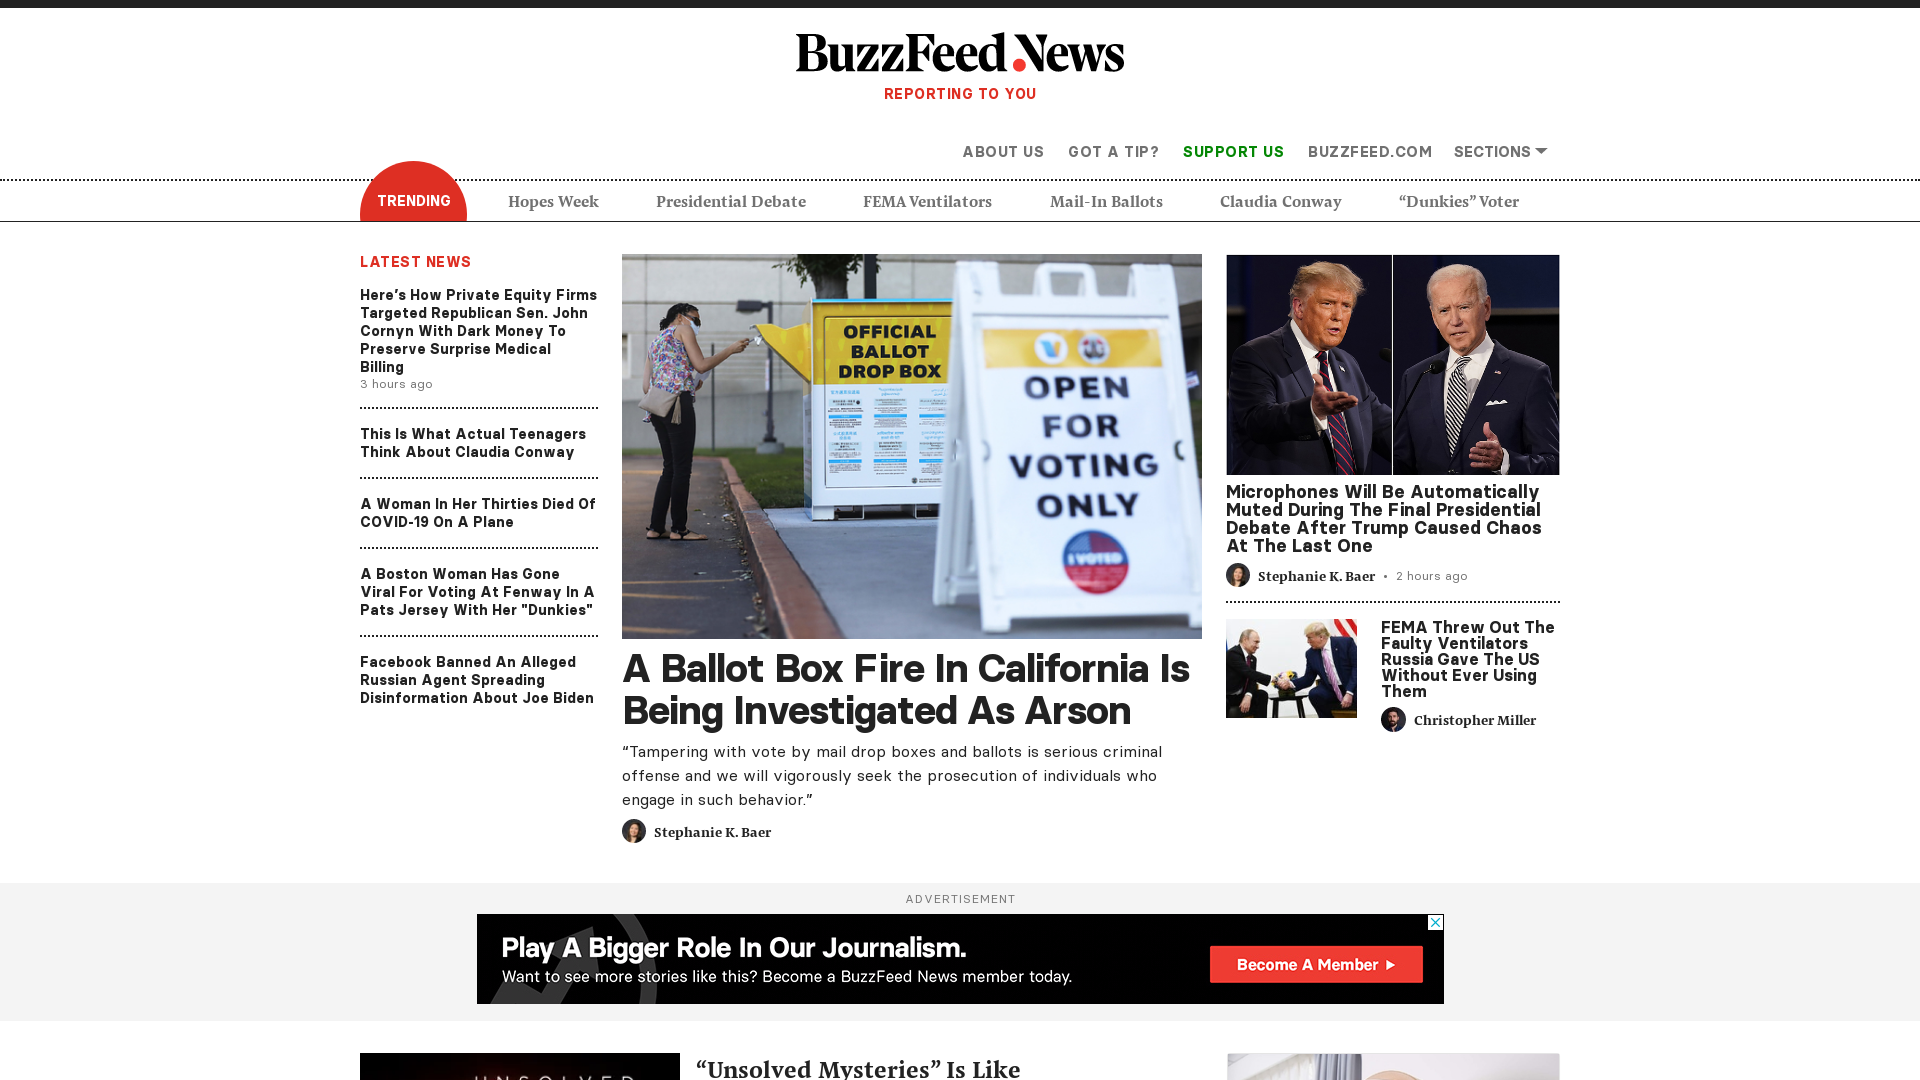 BuzzFeed News
REPORTING TO YOU
ABOUT US
GOT A TIP?
SUPPORT US
BUZZFEED.COM
SECTIONS
TRENDING
Hopes Week
Presidential Debate
FEMA Ventilators
Mail-In Ballots
Claudia Conway
“Dunkies” Voter
LATEST NEWS
Here’s How Private Equity Firms
Targeted Republican Sen. John
Cornyn With Dark Money To
Preserve Surprise Medical
Billing
3 hours ago
This Is What Actual Teenagers
Think About Claudia Conway
A Woman In Her Thirties Died Of
COVID-19 On A Plane
A Boston Woman Has Gone
Viral For Voting At Fenway In A
Pats Jersey With Her "Dunkies"
Facebook Banned An Alleged
Russian Agent Spreading
Disinformation About Joe Biden
OFFICIAL
BALLOT
DROP BOX
OPEN
FOR
VOTING
ONLY
I VOTED
A Ballot Box Fire In California Is
Being Investigated As Arson
“Tampering with vote by mail drop boxes and ballots is serious criminal
offense and we will vigorously seek the prosecution of individuals who
engage in such behavior.”
Stephanie K. Baer
Microphones Will Be Automatically
Muted During The Final Presidential
Debate After Trump Caused Chaos
At The Last One
Stephanie K. Baer • 2 hours ago
FEMA Threw Out The
Faulty Ventilators
Russia Gave The US
Without Ever Using
Them
Christopher Miller
ADVERTISEMENT
Play A Bigger Role In Our Journalism.
Want to see more stories like this? Become a BuzzFeed News member today.
Become A Member
UNSOLVED
“Unsolved Mysteries” Is Like